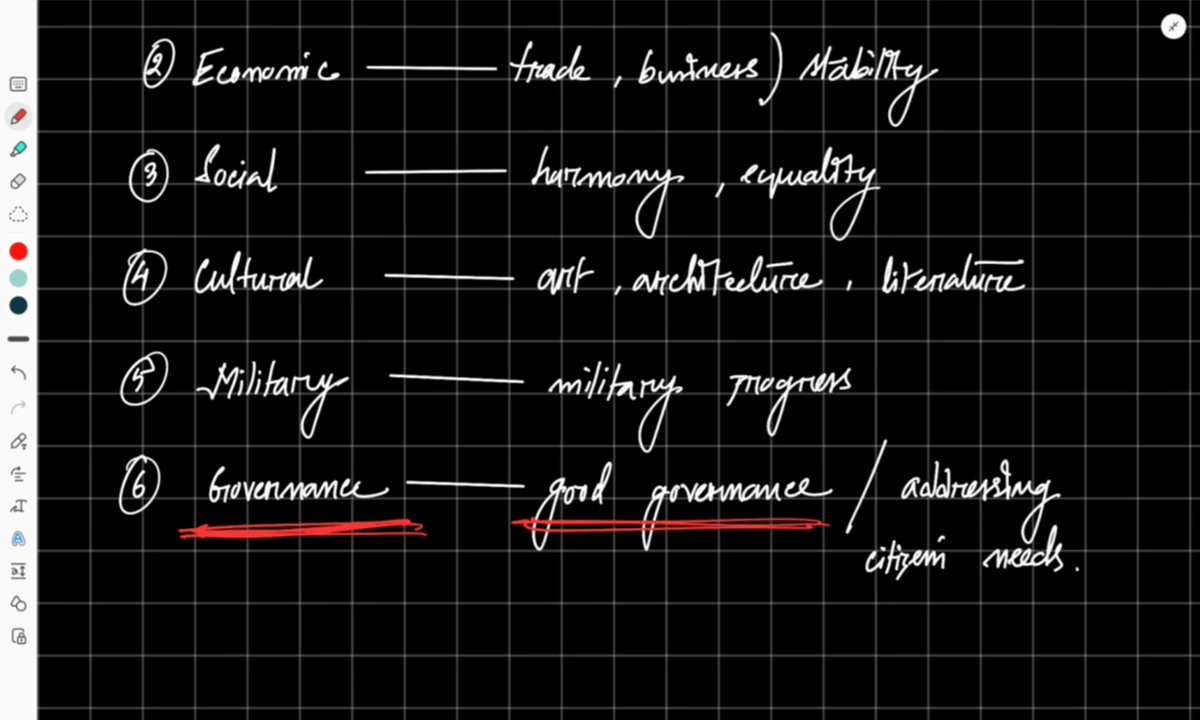 ② Economic — trade, business) stability
③ Social — harmony, equality
④ Cultural — art, architecture, literature
⑤ Military — military progress
⑥ Governance — good governance / addressing
citizen needs.